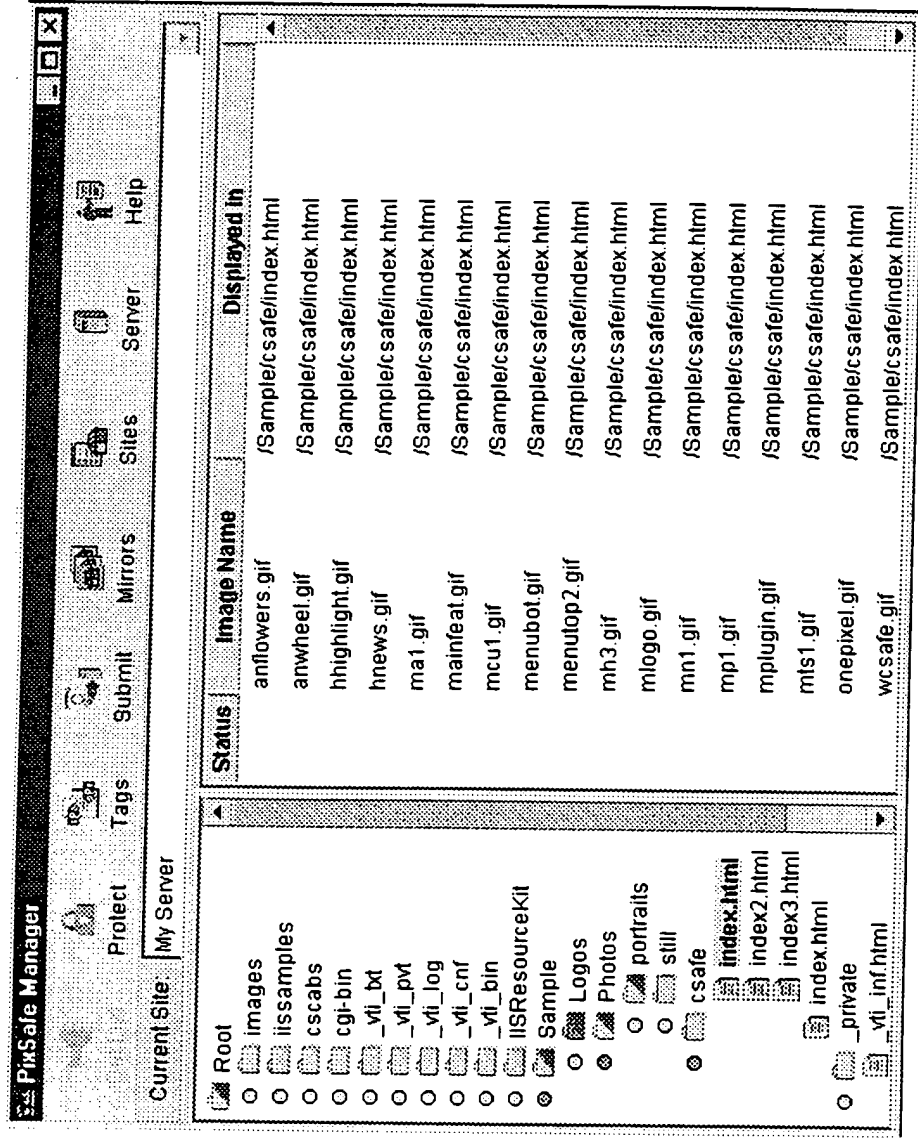 PixSafe Manager
Protect Tags Submit Mirrors Sites Server Help
Current Site: My Server
Root
images
iissamples
cscabs
cgi-bin
_vti_txt
_vti_pvt
_vti_log
_vti_cnf
_vti_bin
IISResourceKit
Sample
Logos
Photos
portraits
still
csafe
index.html
index2.html
index3.html
index.html
_private
_vti_inf.html
Status Image Name Displayed In
anflowers.gif /Sample/csafe/index.html
anwheel.gif /Sample/csafe/index.html
hhighlight.gif /Sample/csafe/index.html
hnews.gif /Sample/csafe/index.html
ma1.gif /Sample/csafe/index.html
mainfeat.gif /Sample/csafe/index.html
mcu1.gif /Sample/csafe/index.html
menubot.gif /Sample/csafe/index.html
menutop2.gif /Sample/csafe/index.html
mh3.gif /Sample/csafe/index.html
mlogo.gif /Sample/csafe/index.html
mn1.gif /Sample/csafe/index.html
mp1.gif /Sample/csafe/index.html
mplugin.gif /Sample/csafe/index.html
mts1.gif /Sample/csafe/index.html
onepixel.gif /Sample/csafe/index.html
wcsafe.gif /Sample/csafe/index.html